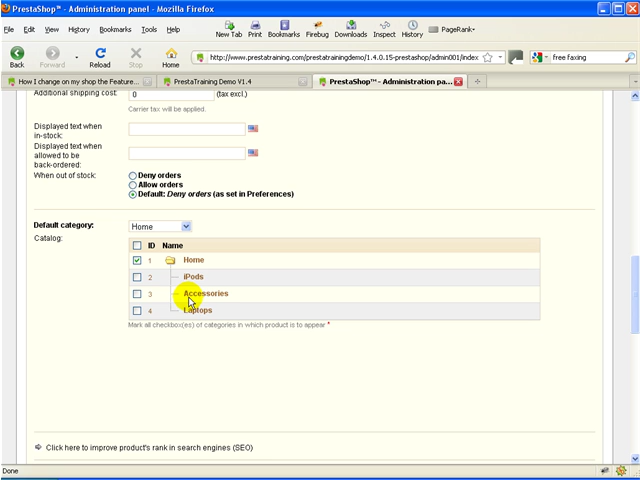 PrestaShop™ - Administration panel - Mozilla Firefox
File Edit View History Bookmarks Tools Help
New Tab Print Bookmarks Firebug Downloads Inspect History PageRank
Back Forward Reload Stop Home
http://www.prestatraining.com/prestatrainingdemo/1.4.0.15-prestashop/admin001/index
free faxing
How I change on my shop the Feature...
PrestaTraining Demo V1.4
PrestaShop™ - Administration pa...
Additional shipping cost: 0 (tax excl.)
Carrier tax will be applied.
Displayed text when
in-stock:
Displayed text when
allowed to be
back-ordered:
When out of stock:
Deny orders
Allow orders
Default: Deny orders (as set in Preferences)
Default category: Home
Catalog:
ID Name
1 Home
2 iPods
3 Accessories
4 Laptops
Mark all checkbox(es) of categories in which product is to appear *
Click here to improve product's rank in search engines (SEO)
Done